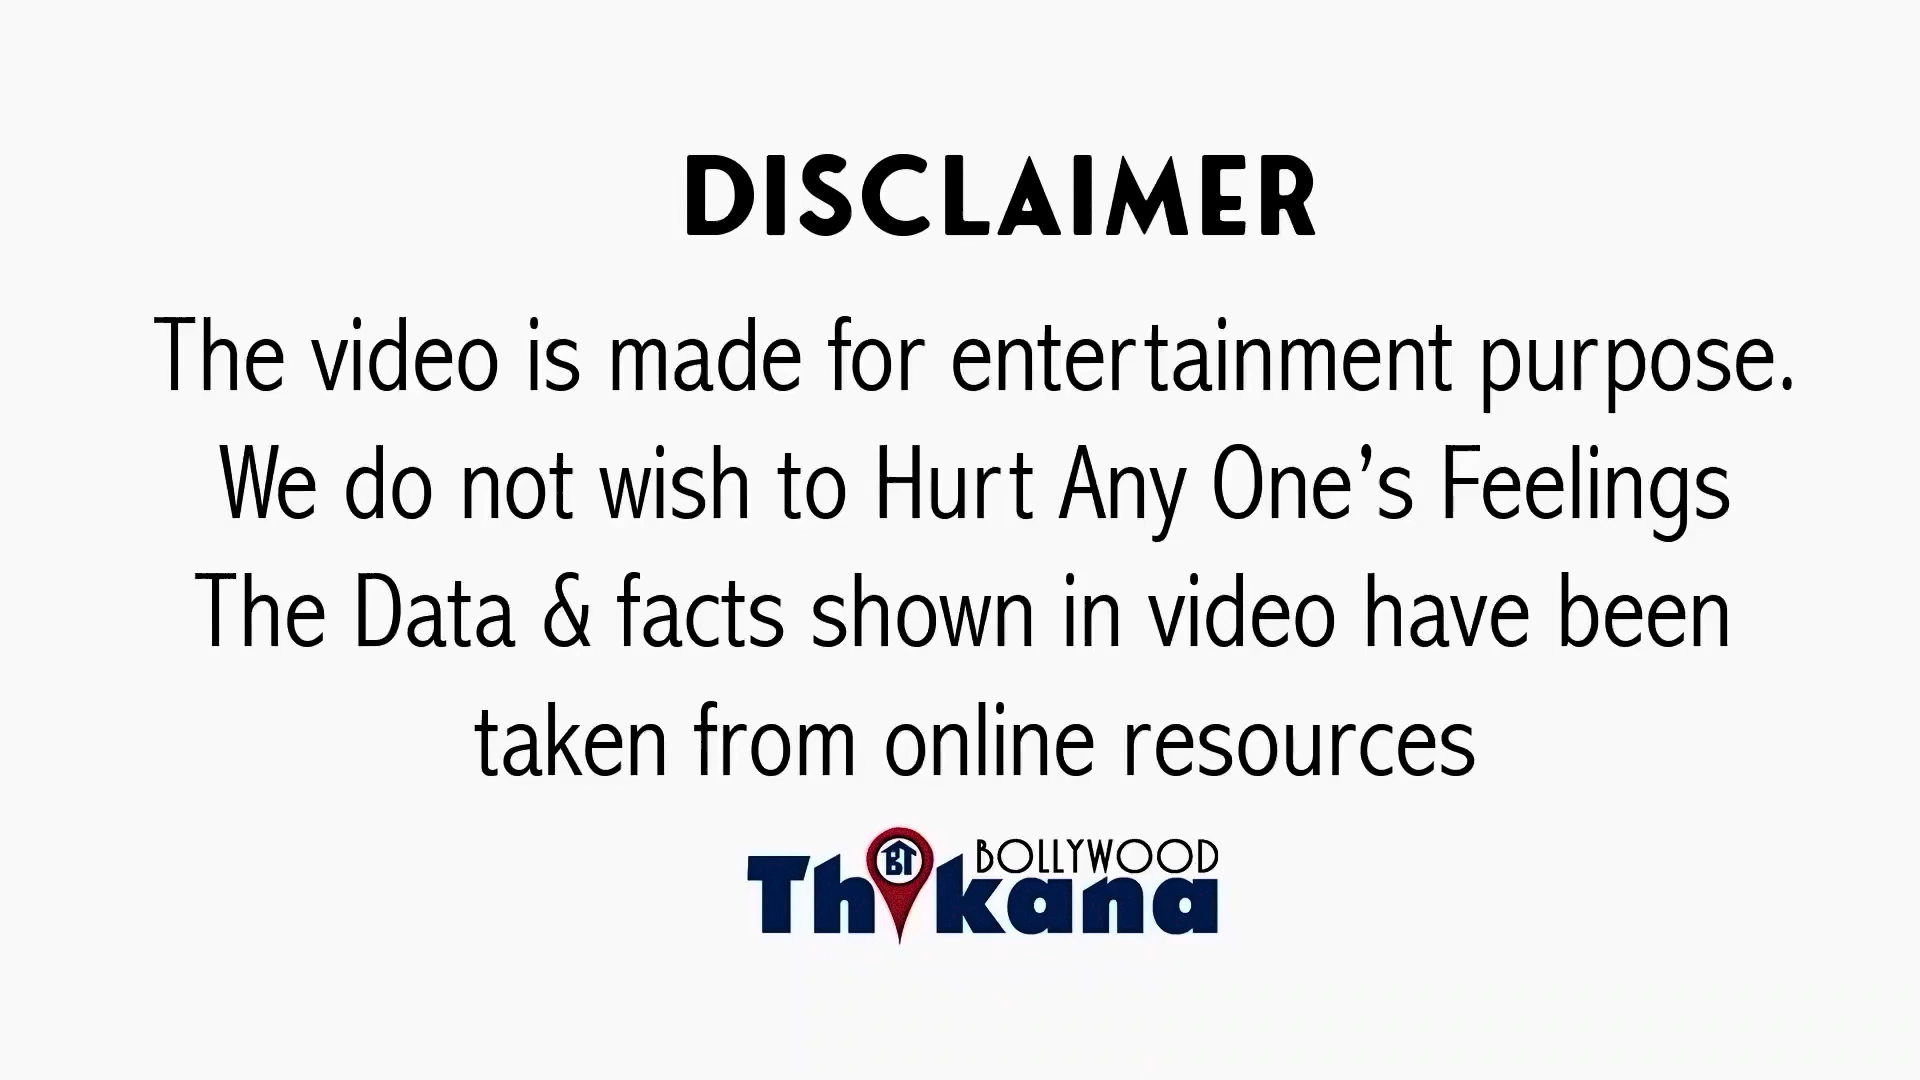 DISCLAIMER
The video is made for entertainment purpose.
We do not wish to Hurt Any One’s Feelings
The Data & facts shown in video have been
taken from online resources
BOLLYWOOD
BT
Thikana